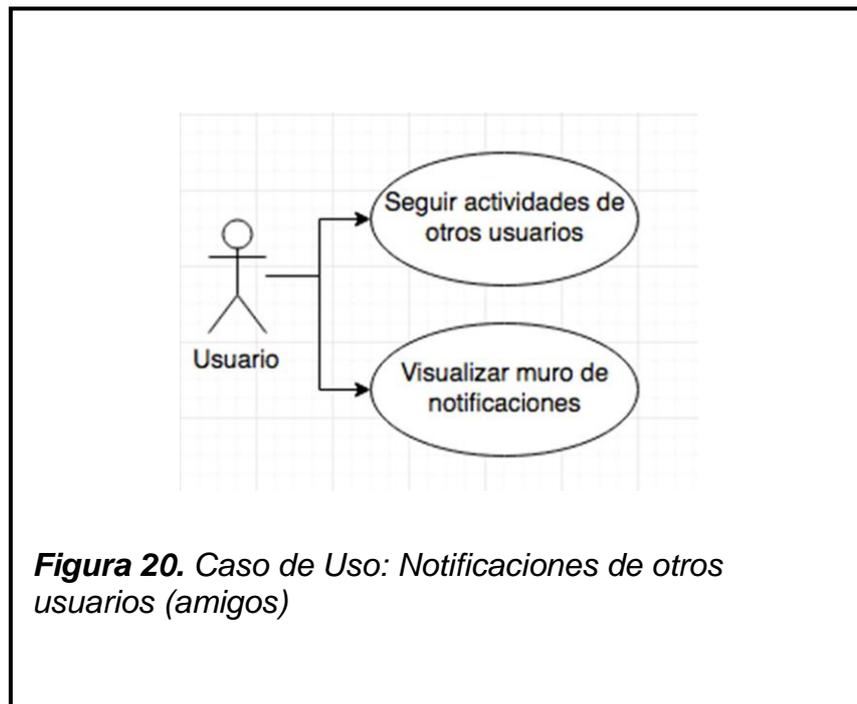 Seguir actividades de
otros usuarios
Usuario
Visualizar muro de
notificaciones
Figura 20. Caso de Uso: Notificaciones de otros
usuarios (amigos)